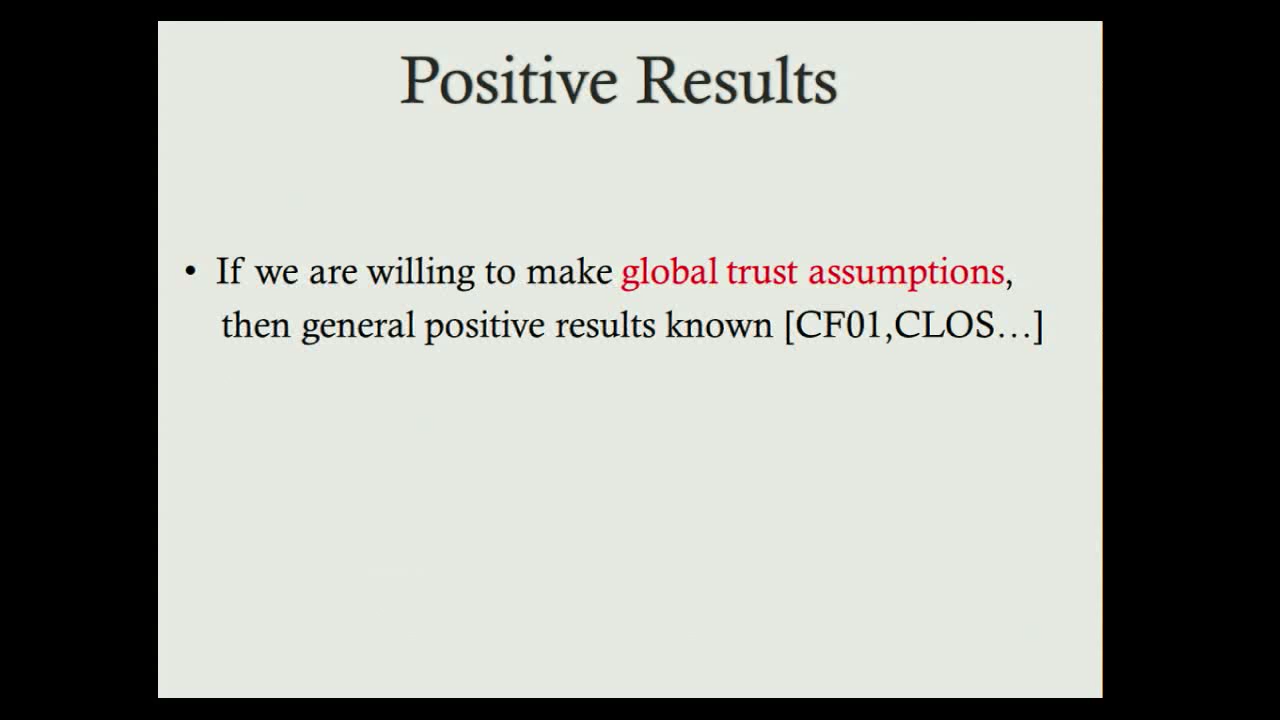 Positive Results
• If we are willing to make global trust assumptions,
then general positive results known [CF01,CLOS…]